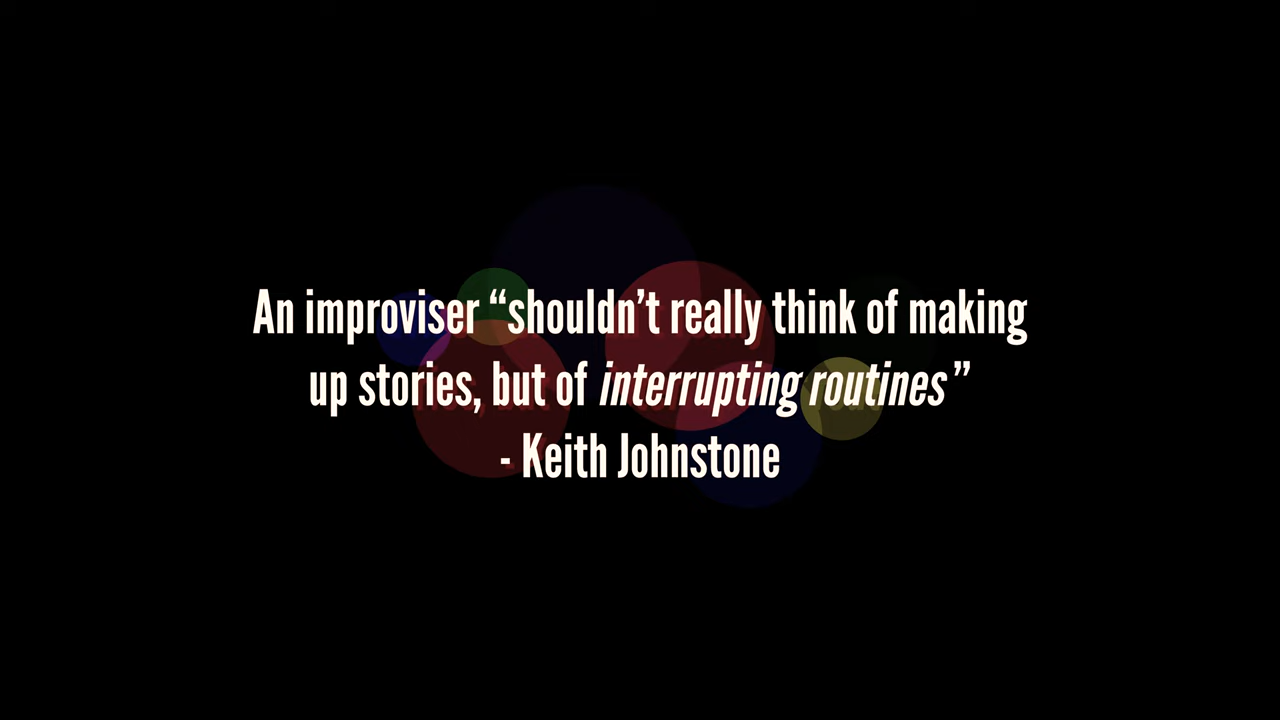 An improviser “shouldn’t really think of making
up stories, but of interrupting routines”
- Keith Johnstone